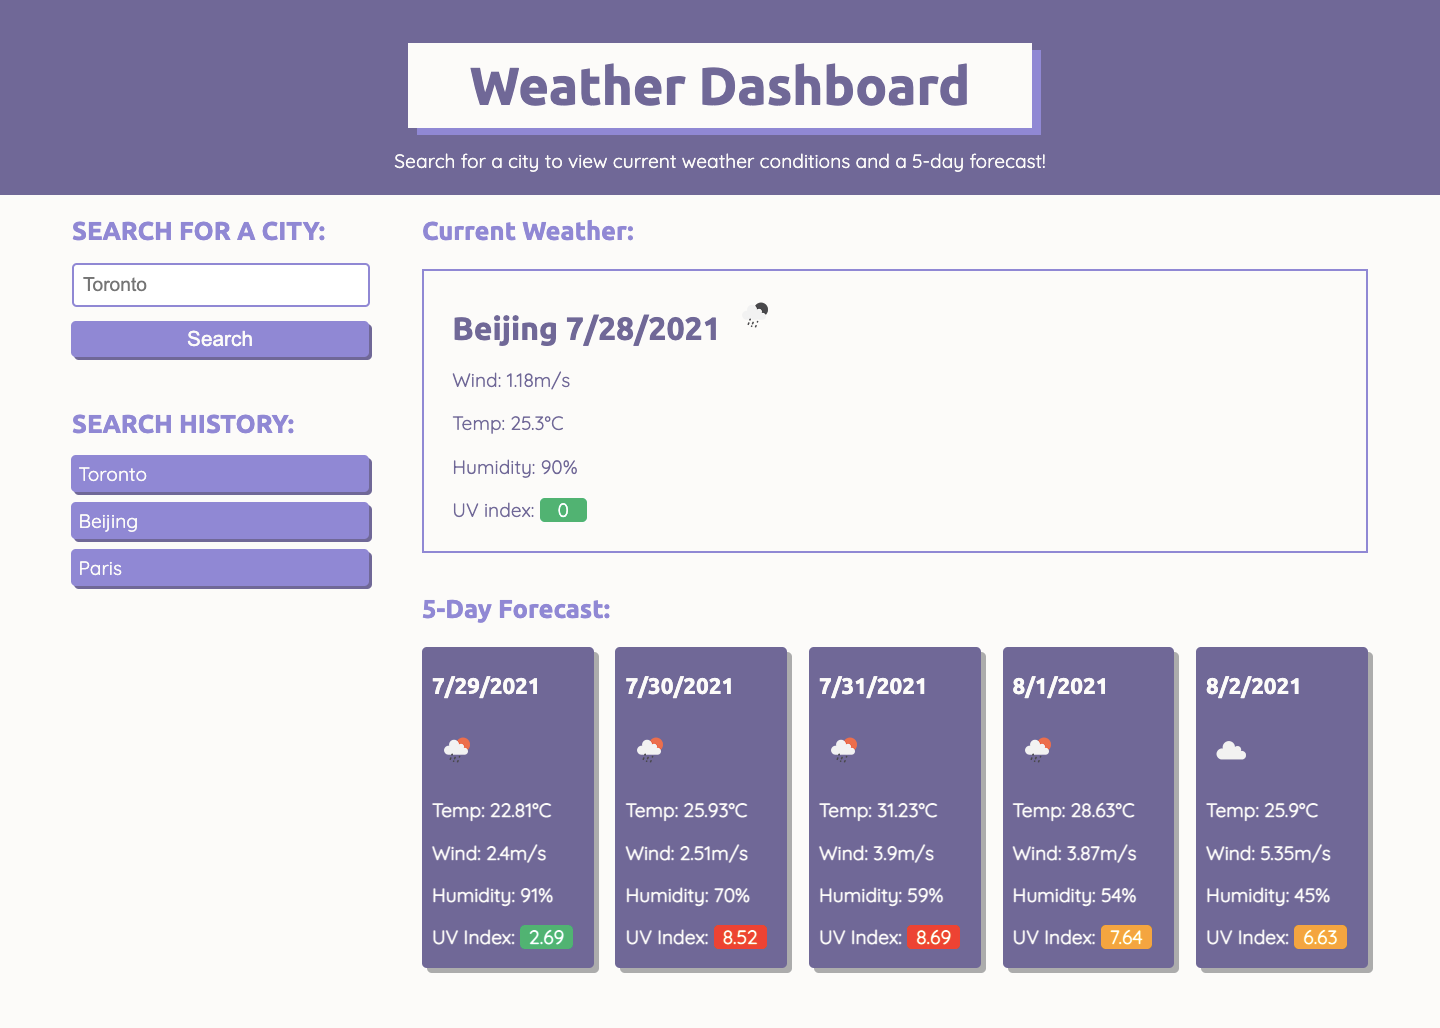 Weather Dashboard
Search for a city to view current weather conditions and a 5-day forecast!
SEARCH FOR A CITY:
Toronto
Search
SEARCH HISTORY:
Toronto
Beijing
Paris
Current Weather:
Beijing 7/28/2021
Wind: 1.18m/s
Temp: 25.3°C
Humidity: 90%
UV index: 0
5-Day Forecast:
7/29/2021
Temp: 22.81°C
Wind: 2.4m/s
Humidity: 91%
UV Index: 2.69
7/30/2021
Temp: 25.93°C
Wind: 2.51m/s
Humidity: 70%
UV Index: 8.52
7/31/2021
Temp: 31.23°C
Wind: 3.9m/s
Humidity: 59%
UV Index: 8.69
8/1/2021
Temp: 28.63°C
Wind: 3.87m/s
Humidity: 54%
UV Index: 7.64
8/2/2021
Temp: 25.9°C
Wind: 5.35m/s
Humidity: 45%
UV Index: 6.63